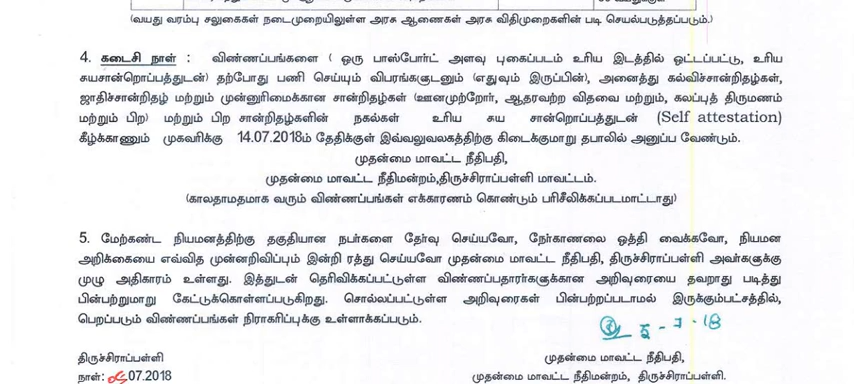 (வயது வரம்பு சலுகைகள் நடைமுறையிலுள்ள அரசு ஆணைகள் அரசு விதிமுறைகளின் படி செயல்படுத்தப்படும்.)
4. கடைசி நாள் : விண்ணப்பங்களை ( ஒரு பாஸ்போர்ட் அளவு புகைப்படம் உரிய இடத்தில் ஒட்டப்பட்டு, உரிய
சுயசான்றொப்பத்துடன்) தற்போது பணி செய்யும் விபரங்களுடனும் (எதுவும் இருப்பின்), அனைத்து கல்விச்சான்றிதழ்கள்,
ஜாதிச்சான்றிதழ் மற்றும் முன்னுரிமைக்கான சான்றிதழ்கள் (ஊனமுற்றோர், ஆதரவற்ற விதவை மற்றும், கலப்புத் திருமணம்
மற்றும் பிற) மற்றும் பிற சான்றிதழ்களின் நகல்கள் உரிய சுய சான்றொப்பத்துடன் (Self attestation)
கீழ்க்காணும் முகவரிக்கு 14.07.2018ம் தேதிக்குள் இவ்வலுவலகத்திற்கு கிடைக்குமாறு தபாலில் அனுப்ப வேண்டும்.
முதன்மை மாவட்ட நீதிபதி,
முதன்மை மாவட்ட நீதிமன்றம்,திருச்சிராப்பள்ளி மாவட்டம்.
(காலதாமதமாக வரும் விண்ணப்பங்கள் எக்காரணம் கொண்டும் பரிசீலிக்கப்படமாட்டாது)
5. மேற்கண்ட நியமனத்திற்கு தகுதியான நபர்களை தேர்வு செய்யவோ, நேர்காணலை ஒத்தி வைக்கவோ, நியமன
அறிக்கையை எவ்வித முன்னறிவிப்பும் இன்றி ரத்து செய்யவோ முதன்மை மாவட்ட நீதிபதி, திருச்சிராப்பள்ளி அவர்களுக்கு
முழு அதிகாரம் உள்ளது. இத்துடன் தெரிவிக்கப்பட்டுள்ள விண்ணப்பதாரர்களுக்கான அறிவுரையை தவறாது படித்து
பின்பற்றுமாறு கேட்டுக்கொள்ளப்படுகிறது. சொல்லப்பட்டுள்ள அறிவுரைகள் பின்பற்றப்படாமல் இருக்கும்பட்சத்தில்,
பெறப்படும் விண்ணப்பங்கள் நிராகரிப்புக்கு உள்ளாக்கப்படும்.
5-7-18
திருச்சிராப்பள்ளி
முதன்மை மாவட்ட நீதிபதி,
நாள்: 05.07.2018
முதன்மை மாவட்ட நீதிமன்றம், திருச்சிராப்பள்ளி.